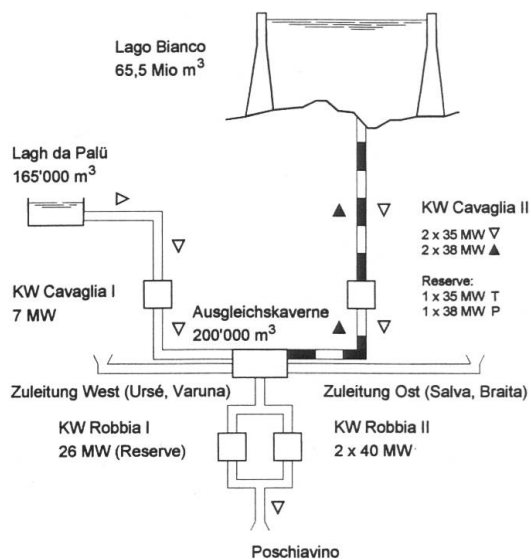 Lago Bianco
65,5 Mio m³
Lagh da Palü
165'000 m³
KW Cavaglia II
2 x 35 MW ▽
2 x 38 MW ▲
Reserve:
1 x 35 MW T
1 x 38 MW P
KW Cavaglia I
7 MW
Ausgleichskaverne
200'000 m³
Zuleitung West (Ursé, Varuna)
Zuleitung Ost (Salva, Braita)
KW Robbia I
26 MW (Reserve)
KW Robbia II
2 x 40 MW
Poschiavino